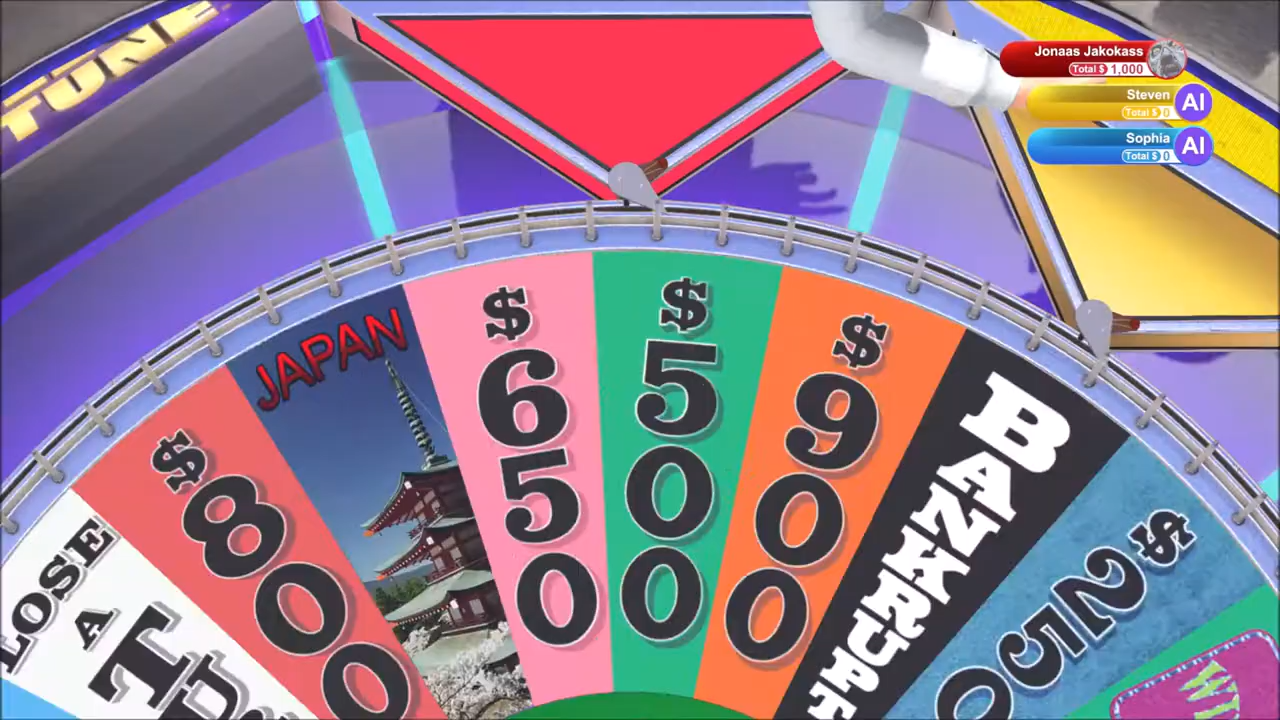 TUNE
Jonaas Jakokass
Total $ 1,000
Steven
Total $ 0
AI
Sophia
Total $ 0
AI
LOSE
A
$800
JAPAN
$650
$500
$900
BANKRUPT
$250